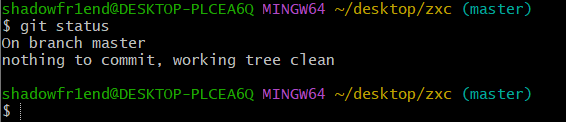 shadowfr1end@DESKTOP-PLCEA6Q MINGW64 ~/desktop/zxc (master)
$ git status
On branch master
nothing to commit, working tree clean
shadowfr1end@DESKTOP-PLCEA6Q MINGW64 ~/desktop/zxc (master)
$